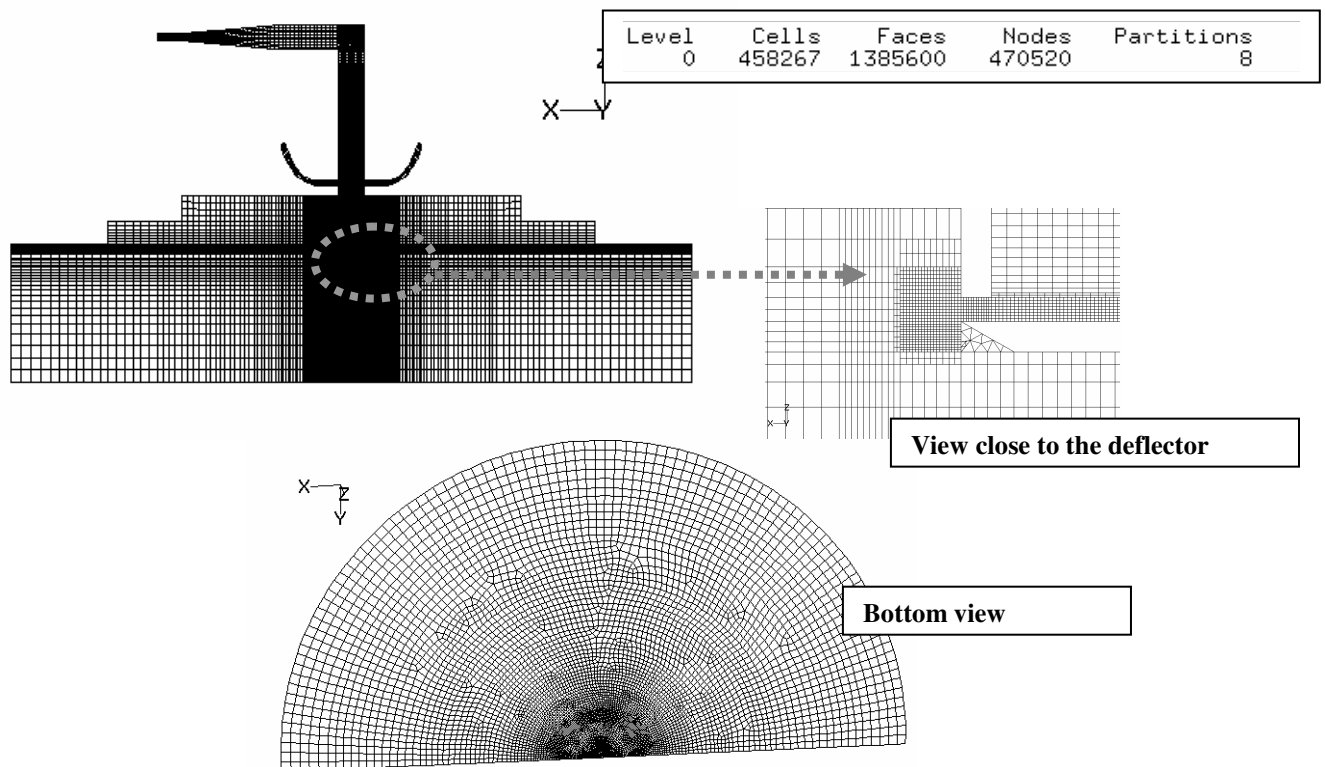 Level Cells Faces Nodes Partitions
0 458267 1385600 470520 8
Z
X Y
Z
X Y
View close to the deflector
X Z
Y
Bottom view